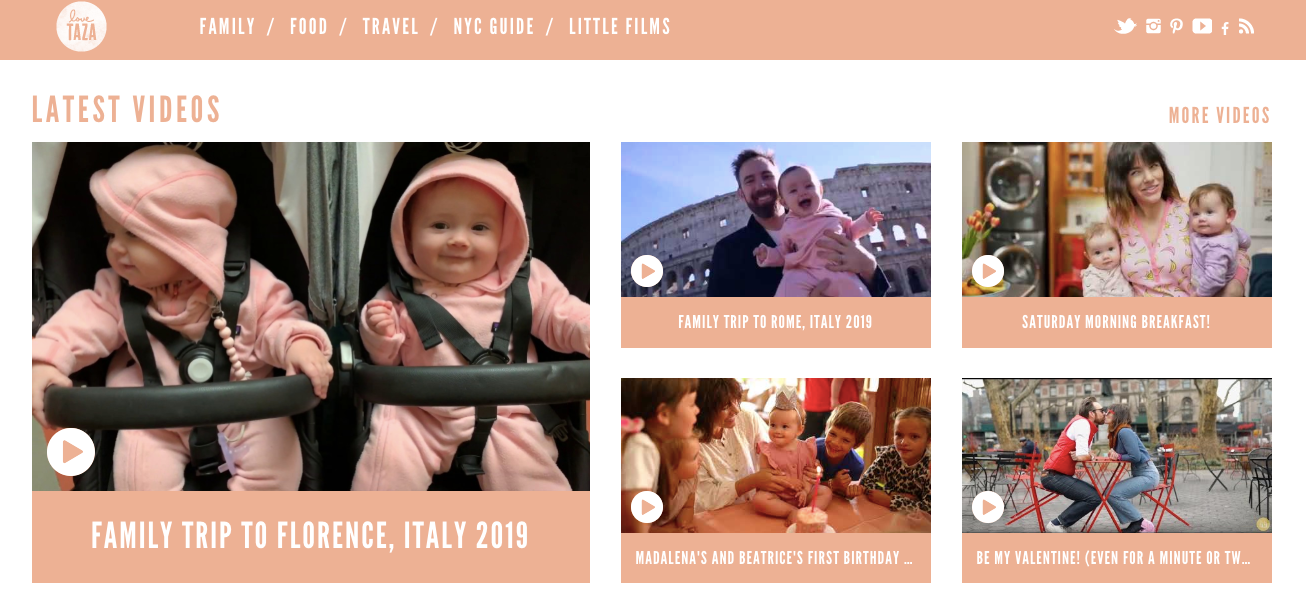 love
TAZA
FAMILY / FOOD / TRAVEL / NYC GUIDE / LITTLE FILMS
LATEST VIDEOS
MORE VIDEOS
FAMILY TRIP TO FLORENCE, ITALY 2019
FAMILY TRIP TO ROME, ITALY 2019
SATURDAY MORNING BREAKFAST!
MADALENA'S AND BEATRICE'S FIRST BIRTHDAY ...
BE MY VALENTINE! (EVEN FOR A MINUTE OR TW...